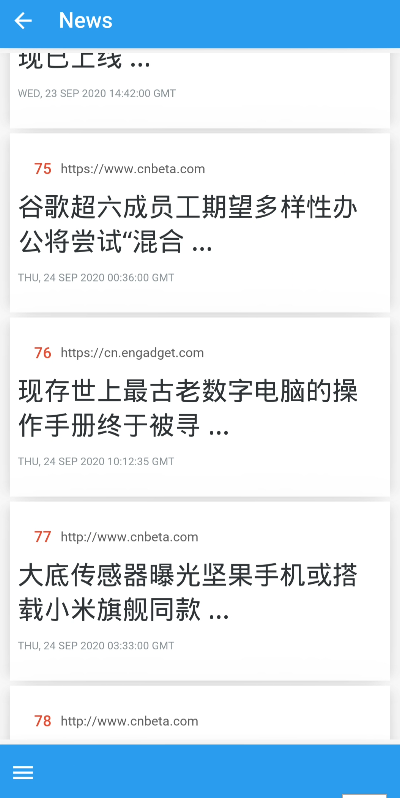 News
现已上线 ...
WED, 23 SEP 2020 14:42:00 GMT
75 https://www.cnbeta.com
谷歌超六成员工期望多样性办
公将尝试“混合 ...
THU, 24 SEP 2020 00:36:00 GMT
76 https://cn.engadget.com
现存世上最古老数字电脑的操
作手册终于被寻 ...
THU, 24 SEP 2020 10:12:35 GMT
77 http://www.cnbeta.com
大底传感器曝光坚果手机或搭
载小米旗舰同款 ...
THU, 24 SEP 2020 03:33:00 GMT
78 http://www.cnbeta.com